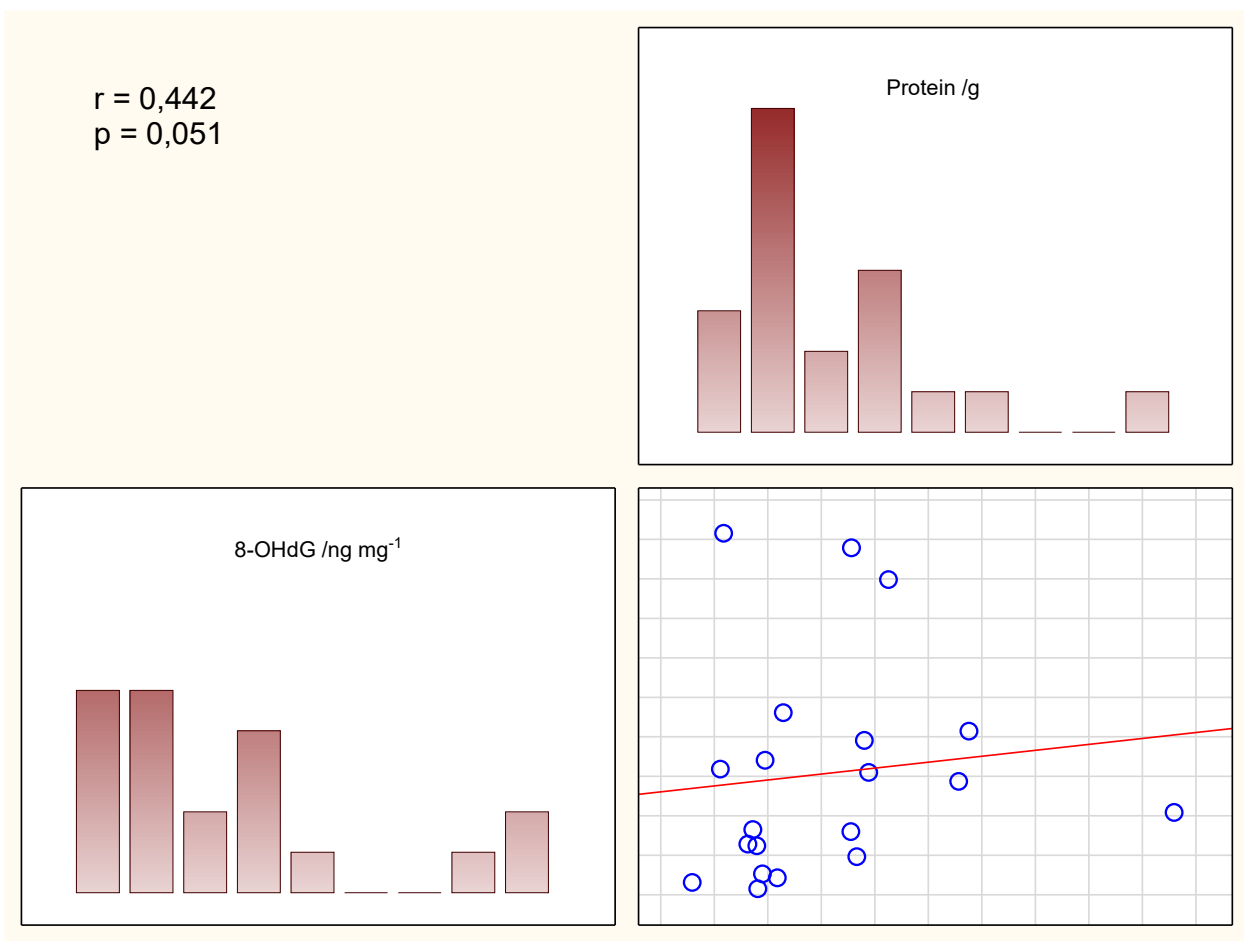 r = 0,442
p = 0,051
Protein /g
8-OHdG /ng mg⁻¹